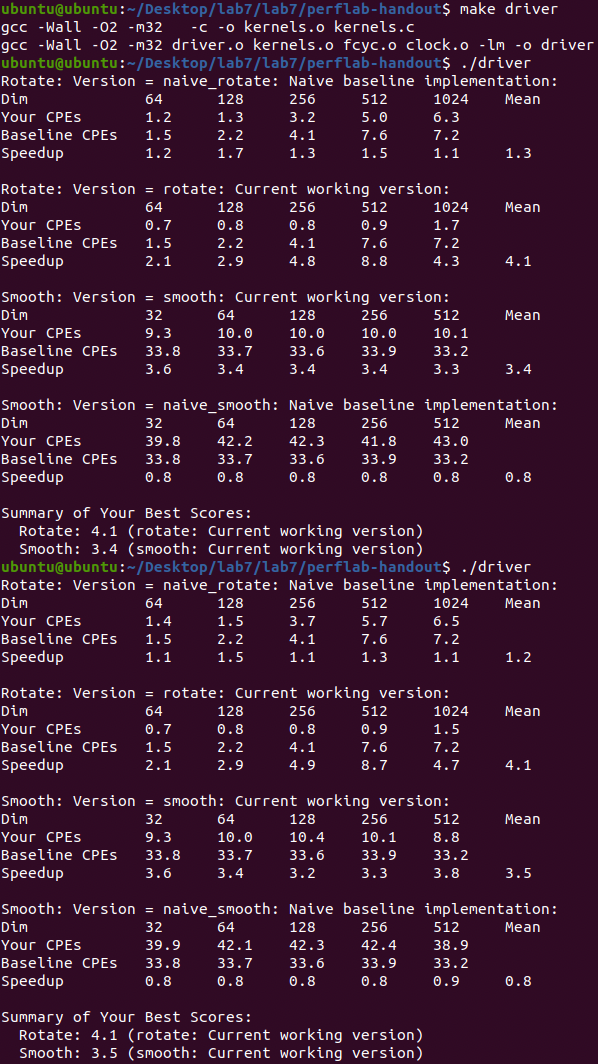 ubuntu@ubuntu:~/Desktop/lab7/lab7/perflab-handout$ make driver
gcc -Wall -O2 -m32   -c -o kernels.o kernels.c
gcc -Wall -O2 -m32 driver.o kernels.o fcyc.o clock.o -lm -o driver
ubuntu@ubuntu:~/Desktop/lab7/lab7/perflab-handout$ ./driver
Rotate: Version = naive_rotate: Naive baseline implementation:
Dim             64      128     256     512     1024    Mean
Your CPEs       1.2     1.3     3.2     5.0     6.3
Baseline CPEs   1.5     2.2     4.1     7.6     7.2
Speedup         1.2     1.7     1.3     1.5     1.1     1.3

Rotate: Version = rotate: Current working version:
Dim             64      128     256     512     1024    Mean
Your CPEs       0.7     0.8     0.8     0.9     1.7
Baseline CPEs   1.5     2.2     4.1     7.6     7.2
Speedup         2.1     2.9     4.8     8.8     4.3     4.1

Smooth: Version = smooth: Current working version:
Dim             32      64      128     256     512     Mean
Your CPEs       9.3     10.0    10.0    10.0    10.1
Baseline CPEs   33.8    33.7    33.6    33.9    33.2
Speedup         3.6     3.4     3.4     3.4     3.3     3.4

Smooth: Version = naive_smooth: Naive baseline implementation:
Dim             32      64      128     256     512     Mean
Your CPEs       39.8    42.2    42.3    41.8    43.0
Baseline CPEs   33.8    33.7    33.6    33.9    33.2
Speedup         0.8     0.8     0.8     0.8     0.8     0.8

Summary of Your Best Scores:
  Rotate: 4.1 (rotate: Current working version)
  Smooth: 3.4 (smooth: Current working version)
ubuntu@ubuntu:~/Desktop/lab7/lab7/perflab-handout$ ./driver
Rotate: Version = naive_rotate: Naive baseline implementation:
Dim             64      128     256     512     1024    Mean
Your CPEs       1.4     1.5     3.7     5.7     6.5
Baseline CPEs   1.5     2.2     4.1     7.6     7.2
Speedup         1.1     1.5     1.1     1.3     1.1     1.2

Rotate: Version = rotate: Current working version:
Dim             64      128     256     512     1024    Mean
Your CPEs       0.7     0.8     0.8     0.9     1.5
Baseline CPEs   1.5     2.2     4.1     7.6     7.2
Speedup         2.1     2.9     4.9     8.7     4.7     4.1

Smooth: Version = smooth: Current working version:
Dim             32      64      128     256     512     Mean
Your CPEs       9.3     10.0    10.4    10.1    8.8
Baseline CPEs   33.8    33.7    33.6    33.9    33.2
Speedup         3.6     3.4     3.2     3.3     3.8     3.5

Smooth: Version = naive_smooth: Naive baseline implementation:
Dim             32      64      128     256     512     Mean
Your CPEs       39.9    42.1    42.3    42.4    38.9
Baseline CPEs   33.8    33.7    33.6    33.9    33.2
Speedup         0.8     0.8     0.8     0.8     0.9     0.8

Summary of Your Best Scores:
  Rotate: 4.1 (rotate: Current working version)
  Smooth: 3.5 (smooth: Current working version)